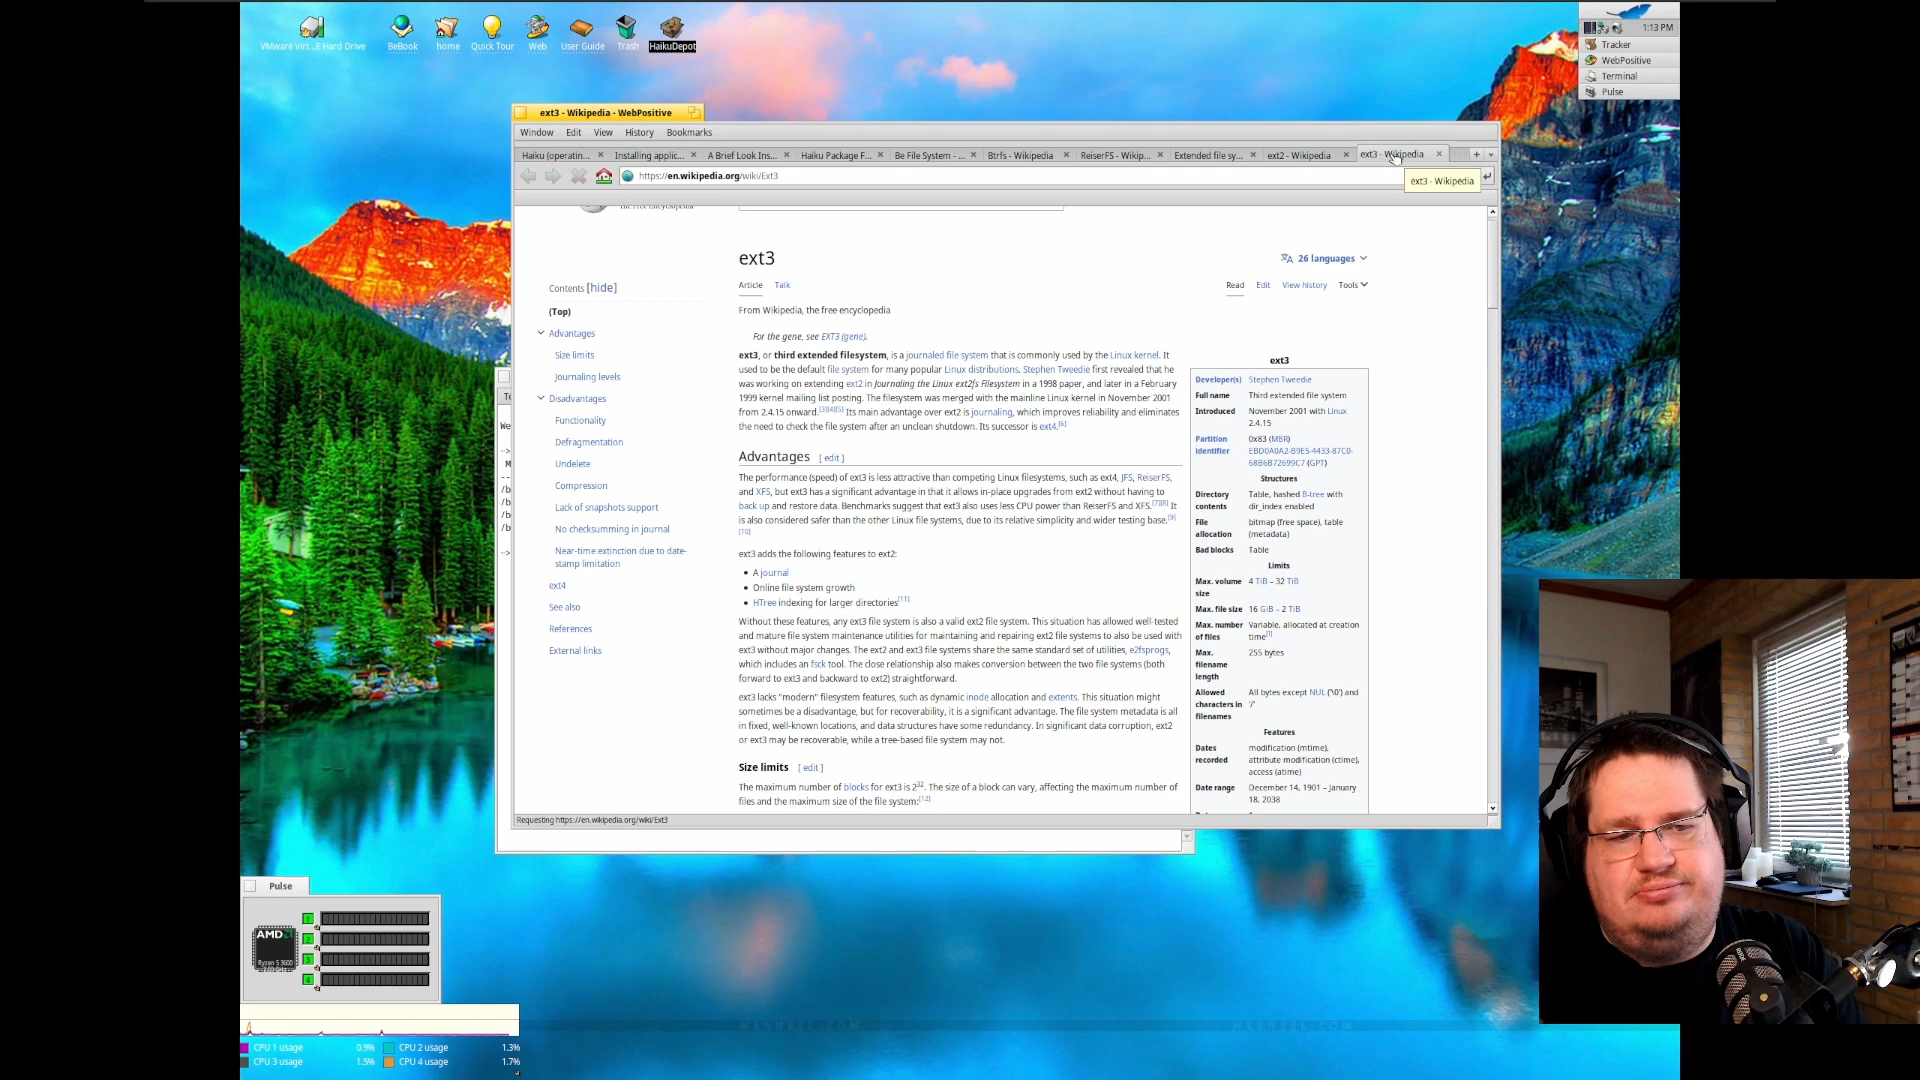 VMware Virt...E Hard Drive
BeBook
home
Quick Tour
Web
User Guide
Trash
HaikuDepot
1:13 PM
Tracker
WebPositive
Terminal
Pulse
ext3 - Wikipedia - WebPositive
Window Edit View History Bookmarks
Haiku (operatin... Installing applic... A Brief Look Ins... Haiku Package F... Be File System - ... Btrfs - Wikipedia ReiserFS - Wikip... Extended file sy... ext2 - Wikipedia ext3 - Wikipedia
https://en.wikipedia.org/wiki/Ext3
ext3 - Wikipedia
ext3
26 languages
Article Talk
Read Edit View history Tools
Contents [hide]
(Top)
Advantages
Size limits
Journaling levels
Disadvantages
Functionality
Defragmentation
Undelete
Compression
Lack of snapshots support
No checksumming in journal
Near-time extinction due to date-
stamp limitation
ext4
See also
References
External links
From Wikipedia, the free encyclopedia
For the gene, see EXT3 (gene).
ext3, or third extended filesystem, is a journaled file system that is commonly used by the Linux kernel. It
used to be the default file system for many popular Linux distributions. Stephen Tweedie first revealed that he
was working on extending ext2 in Journaling the Linux ext2fs Filesystem in a 1998 paper, and later in a February
1999 kernel mailing list posting. The filesystem was merged with the mainline Linux kernel in November 2001
from 2.4.15 onward.[3][4][5] Its main advantage over ext2 is journaling, which improves reliability and eliminates
the need to check the file system after an unclean shutdown. Its successor is ext4.[6]
Advantages [ edit ]
The performance (speed) of ext3 is less attractive than competing Linux filesystems, such as ext4, JFS, ReiserFS,
and XFS, but ext3 has a significant advantage in that it allows in-place upgrades from ext2 without having to
back up and restore data. Benchmarks suggest that ext3 also uses less CPU power than ReiserFS and XFS.[7][8] It
is also considered safer than the other Linux file systems, due to its relative simplicity and wider testing base.[9]
[10]
ext3 adds the following features to ext2:
• A journal
• Online file system growth
• HTree indexing for larger directories[11]
Without these features, any ext3 file system is also a valid ext2 file system. This situation has allowed well-tested
and mature file system maintenance utilities for maintaining and repairing ext2 file systems to also be used with
ext3 without major changes. The ext2 and ext3 file systems share the same standard set of utilities, e2fsprogs,
which includes an fsck tool. The close relationship also makes conversion between the two file systems (both
forward to ext3 and backward to ext2) straightforward.
ext3 lacks "modern" filesystem features, such as dynamic inode allocation and extents. This situation might
sometimes be a disadvantage, but for recoverability, it is a significant advantage. The file system metadata is all
in fixed, well-known locations, and data structures have some redundancy. In significant data corruption, ext2
or ext3 may be recoverable, while a tree-based file system may not.
Size limits [ edit ]
The maximum number of blocks for ext3 is 2^32. The size of a block can vary, affecting the maximum number of
files and the maximum size of the file system:[12]
ext3
Developer(s) Stephen Tweedie
Full name Third extended file system
Introduced November 2001 with Linux
2.4.15
Partition identifier 0x83 (MBR)
EBD0A0A2-B9E5-4433-87C0-
68B6B72699C7 (GPT)
Structures
Directory contents Table, hashed B-tree with
dir_index enabled
File allocation bitmap (free space), table
(metadata)
Bad blocks Table
Limits
Max. volume size 4 TiB – 32 TiB
Max. file size 16 GiB – 2 TiB
Max. number of files Variable, allocated at creation
time[1]
Max. filename length 255 bytes
Allowed characters in filenames All bytes except NUL ('\0') and
'/'
Features
Dates recorded modification (mtime),
attribute modification (ctime),
access (atime)
Date range December 14, 1901 – January
18, 2038
Requesting https://en.wikipedia.org/wiki/Ext3
Pulse
AMD
Ryzen 5 3600
1
2
3
4
CPU 1 usage 0.9% CPU 2 usage 1.3%
CPU 3 usage 1.5% CPU 4 usage 1.7%